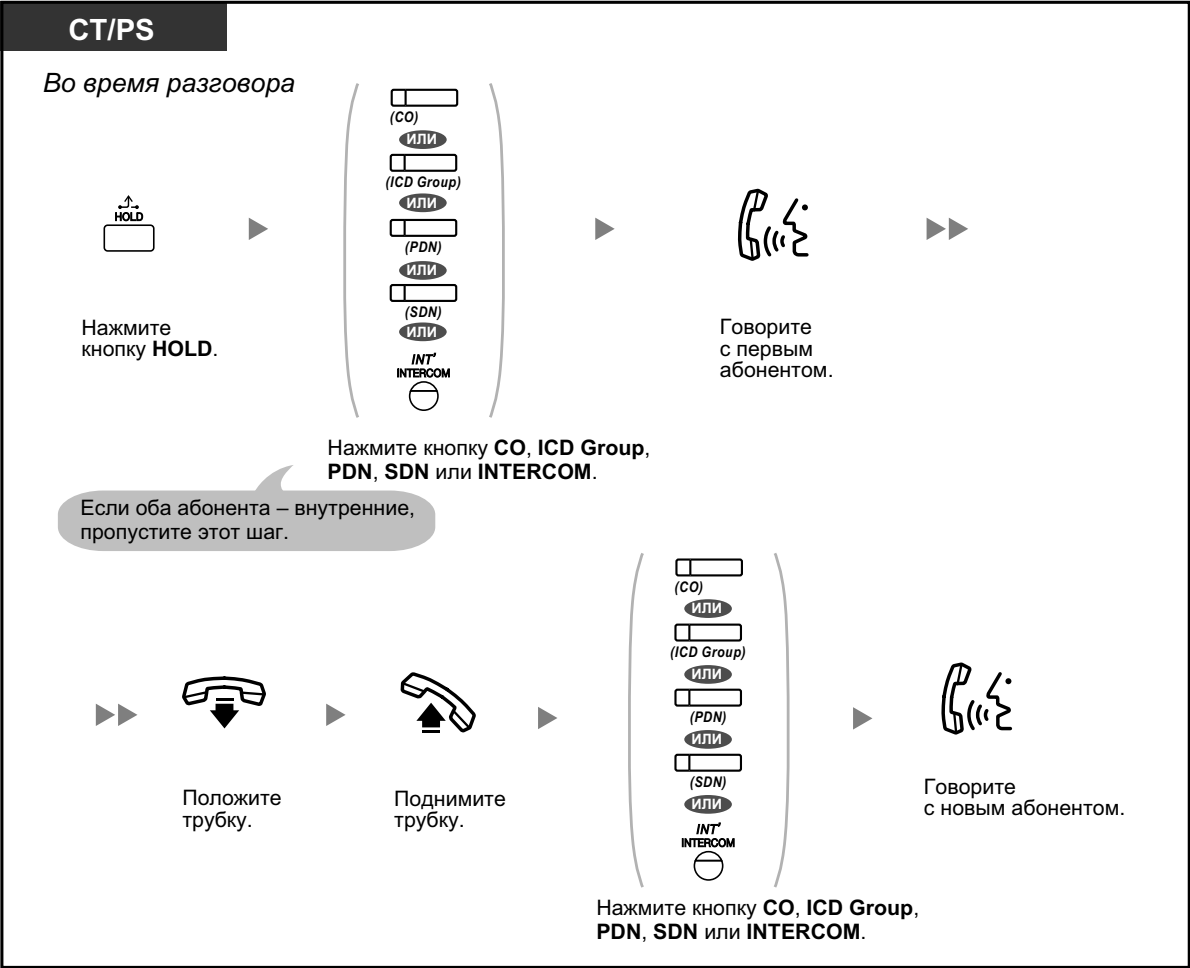 CT/PS
Во время разговора
(CO)
или
(ICD Group)
или
(PDN)
или
(SDN)
или
INT'
INTERCOM
HOLD
Нажмите
кнопку HOLD.
Говорите
с первым
абонентом.
Нажмите кнопку CO, ICD Group,
PDN, SDN или INTERCOM.
Если оба абонента – внутренние,
пропустите этот шаг.
Положите
трубку.
Поднимите
трубку.
(CO)
или
(ICD Group)
или
(PDN)
или
(SDN)
или
INT'
INTERCOM
Нажмите кнопку CO, ICD Group,
PDN, SDN или INTERCOM.
Говорите
с новым абонентом.